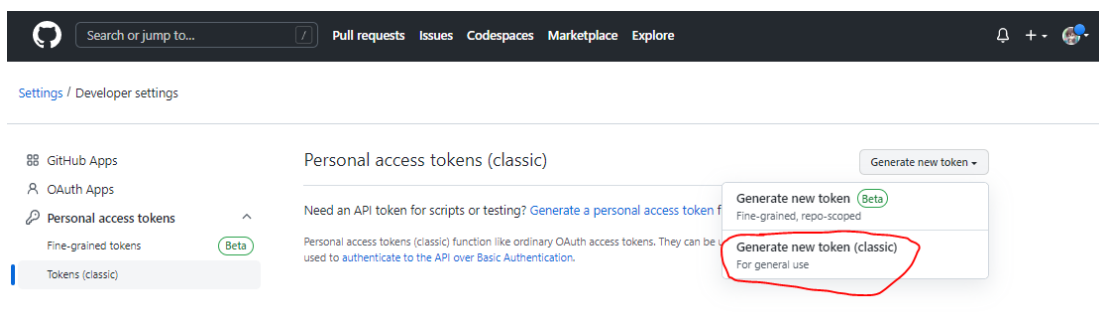 Search or jump to... /
Pull requests Issues Codespaces Marketplace Explore
Settings / Developer settings
GitHub Apps
OAuth Apps
Personal access tokens
Fine-grained tokens Beta
Tokens (classic)
Personal access tokens (classic)
Generate new token
Need an API token for scripts or testing? Generate a personal access token f
Personal access tokens (classic) function like ordinary OAuth access tokens. They can be
used to authenticate to the API over Basic Authentication.
Generate new token Beta
Fine-grained, repo-scoped
Generate new token (classic)
For general use